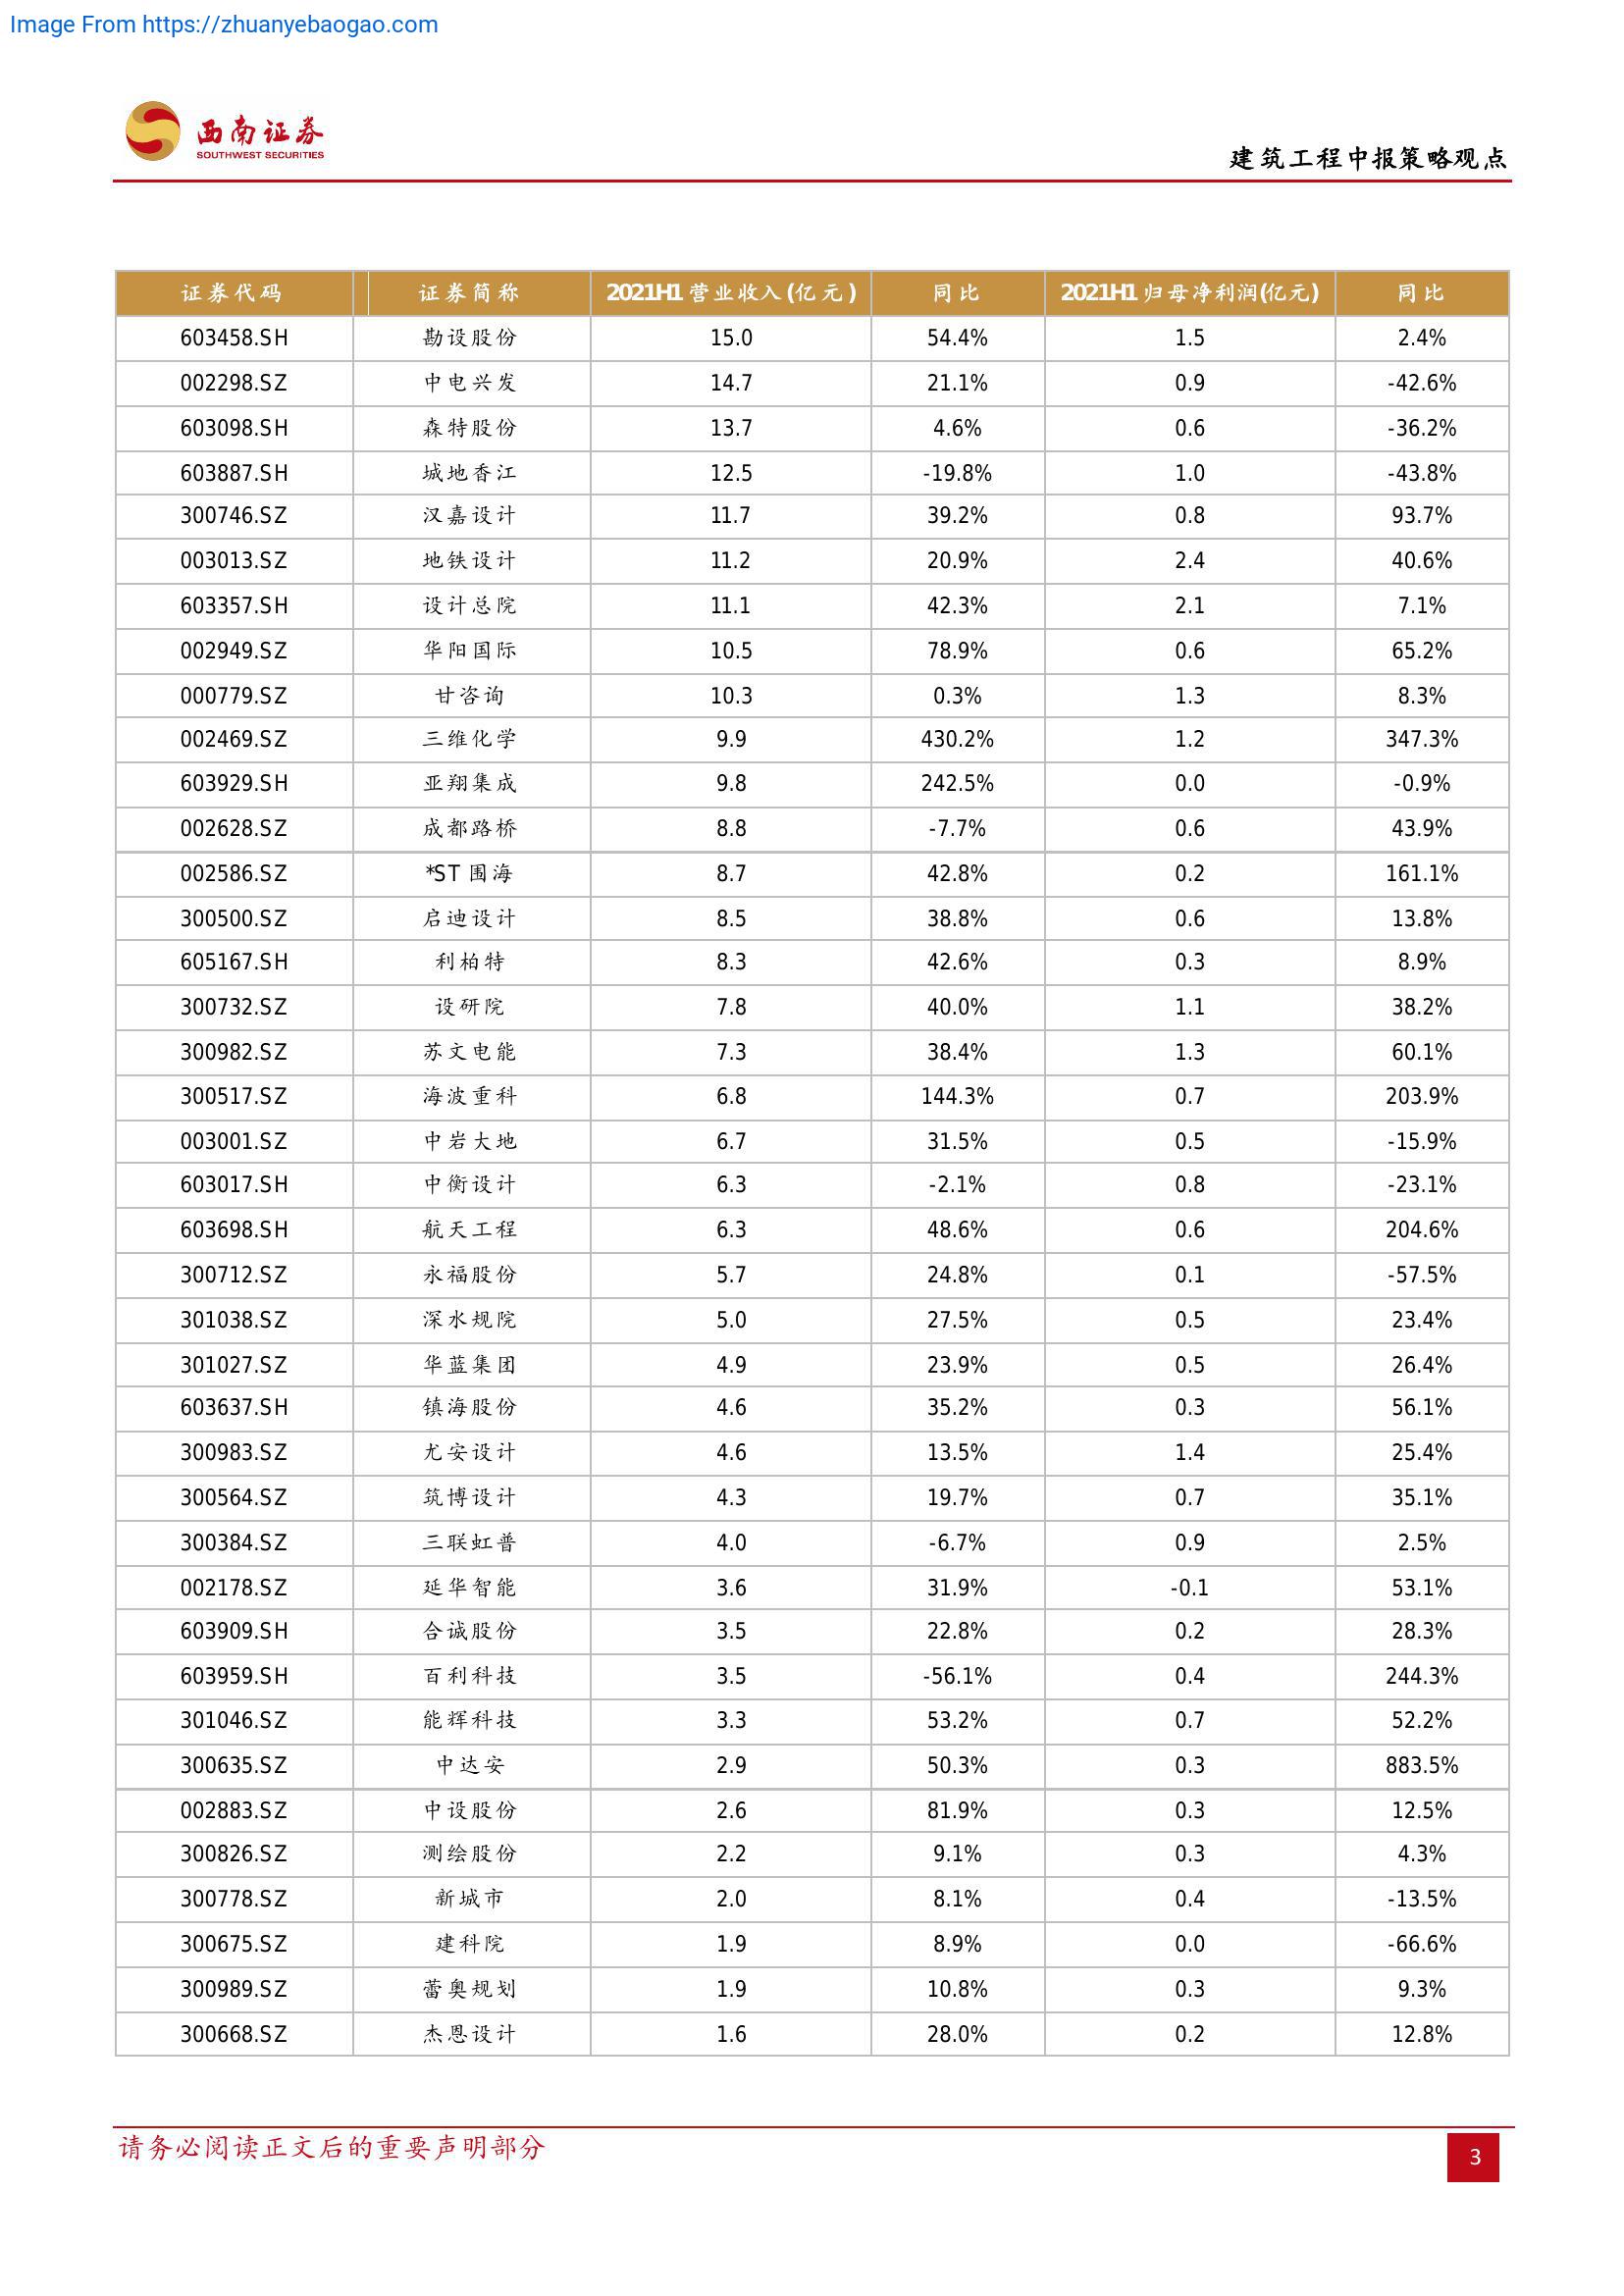 Image From https://zhuanyebaogao.com
西南证券
SOUTHWEST SECURITIES
建筑工程中报策略观点
证券代码 证券简称 2021H1 营业收入(亿元) 同比 2021H1 归母净利润(亿元) 同比
603458.SH 勘设股份 15.0 54.4% 1.5 2.4%
002298.SZ 中电兴发 14.7 21.1% 0.9 -42.6%
603098.SH 森特股份 13.7 4.6% 0.6 -36.2%
603887.SH 城地香江 12.5 -19.8% 1.0 -43.8%
300746.SZ 汉嘉设计 11.7 39.2% 0.8 93.7%
003013.SZ 地铁设计 11.2 20.9% 2.4 40.6%
603357.SH 设计总院 11.1 42.3% 2.1 7.1%
002949.SZ 华阳国际 10.5 78.9% 0.6 65.2%
000779.SZ 甘咨询 10.3 0.3% 1.3 8.3%
002469.SZ 三维化学 9.9 430.2% 1.2 347.3%
603929.SH 亚翔集成 9.8 242.5% 0.0 -0.9%
002628.SZ 成都路桥 8.8 -7.7% 0.6 43.9%
002586.SZ *ST 围海 8.7 42.8% 0.2 161.1%
300500.SZ 启迪设计 8.5 38.8% 0.6 13.8%
605167.SH 利柏特 8.3 42.6% 0.3 8.9%
300732.SZ 设研院 7.8 40.0% 1.1 38.2%
300982.SZ 苏文电能 7.3 38.4% 1.3 60.1%
300517.SZ 海波重科 6.8 144.3% 0.7 203.9%
003001.SZ 中岩大地 6.7 31.5% 0.5 -15.9%
603017.SH 中衡设计 6.3 -2.1% 0.8 -23.1%
603698.SH 航天工程 6.3 48.6% 0.6 204.6%
300712.SZ 永福股份 5.7 24.8% 0.1 -57.5%
301038.SZ 深水规院 5.0 27.5% 0.5 23.4%
301027.SZ 华蓝集团 4.9 23.9% 0.5 26.4%
603637.SH 镇海股份 4.6 35.2% 0.3 56.1%
300983.SZ 尤安设计 4.6 13.5% 1.4 25.4%
300564.SZ 筑博设计 4.3 19.7% 0.7 35.1%
300384.SZ 三联虹普 4.0 -6.7% 0.9 2.5%
002178.SZ 延华智能 3.6 31.9% -0.1 53.1%
603909.SH 合诚股份 3.5 22.8% 0.2 28.3%
603959.SH 百利科技 3.5 -56.1% 0.4 244.3%
301046.SZ 能辉科技 3.3 53.2% 0.7 52.2%
300635.SZ 中达安 2.9 50.3% 0.3 883.5%
002883.SZ 中设股份 2.6 81.9% 0.3 12.5%
300826.SZ 测绘股份 2.2 9.1% 0.3 4.3%
300778.SZ 新城市 2.0 8.1% 0.4 -13.5%
300675.SZ 建科院 1.9 8.9% 0.0 -66.6%
300989.SZ 蕾奥规划 1.9 10.8% 0.3 9.3%
300668.SZ 杰恩设计 1.6 28.0% 0.2 12.8%
请务必阅读正文后的重要声明部分
3